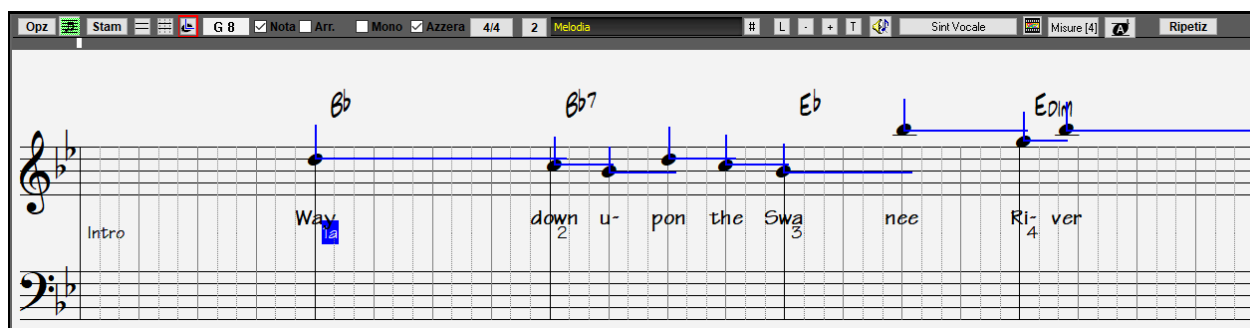 Opz Stam G 8 Nota Arr. Mono Azzera 4/4 2 Melodia # L - + T Sint Vocale Misure [4] A Ripetiz
Bb Bb7 Eb EDIM
Way down u- pon the Swa nee Ri- ver
Intro 1a 2 3 4